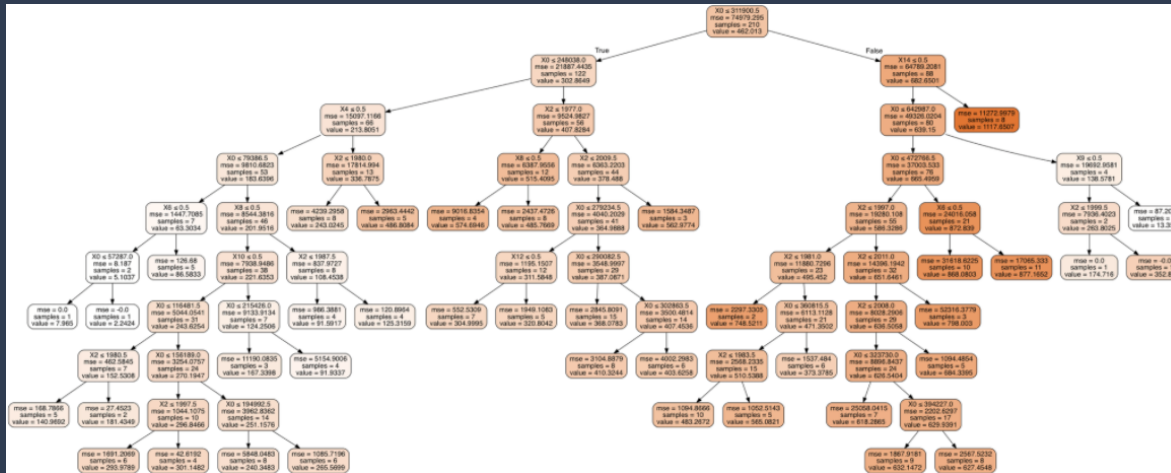 X0 ≤ 311900.5
mse = 74979.295
samples = 210
value = 462.013
True
False
X0 ≤ 248038.0
mse = 21887.4435
samples = 122
value = 302.8649
X14 ≤ 0.5
mse = 64789.2081
samples = 88
value = 682.6501
X4 ≤ 0.5
mse = 15097.1166
samples = 66
value = 213.8051
X2 ≤ 1977.0
mse = 9524.9827
samples = 56
value = 407.8284
X0 ≤ 642987.0
mse = 49326.0204
samples = 80
value = 639.15
mse = 11272.9979
samples = 8
value = 1117.6507
X0 ≤ 79386.5
mse = 9810.6823
samples = 53
value = 183.6396
X2 ≤ 1980.0
mse = 17814.994
samples = 13
value = 336.7875
X8 ≤ 0.5
mse = 6387.9556
samples = 12
value = 515.4095
X2 ≤ 2009.5
mse = 6363.2203
samples = 44
value = 378.488
X0 ≤ 472766.5
mse = 37003.533
samples = 76
value = 665.4959
X9 ≤ 0.5
mse = 19692.9581
samples = 4
value = 138.5781
X6 ≤ 0.5
mse = 1447.7085
samples = 7
value = 63.3034
X8 ≤ 0.5
mse = 8544.3816
samples = 46
value = 201.9516
mse = 4239.2958
samples = 8
value = 243.0245
mse = 2963.4442
samples = 5
value = 486.8084
mse = 9016.8354
samples = 4
value = 574.6946
mse = 2437.4726
samples = 8
value = 485.7669
X0 ≤ 279234.5
mse = 4040.2029
samples = 41
value = 364.9688
mse = 1584.3487
samples = 3
value = 562.9774
X2 ≤ 1997.0
mse = 19280.108
samples = 55
value = 586.3286
X6 ≤ 0.5
mse = 24016.058
samples = 21
value = 872.839
X2 ≤ 1999.5
mse = 7936.4023
samples = 2
value = 263.8025
mse = 87.20
samples =
value = 13.35
X0 ≤ 57287.0
mse = 8.187
samples = 2
value = 5.1037
mse = 126.68
samples = 5
value = 86.5833
X10 ≤ 0.5
mse = 7938.9486
samples = 38
value = 221.6353
X2 ≤ 1987.5
mse = 837.9727
samples = 8
value = 108.4538
X12 ≤ 0.5
mse = 1195.1507
samples = 12
value = 311.5848
X0 ≤ 290082.5
mse = 3548.9997
samples = 29
value = 387.0871
X2 ≤ 1981.0
mse = 11880.7256
samples = 23
value = 495.452
X2 ≤ 2011.0
mse = 14396.1942
samples = 32
value = 651.6461
mse = 31618.6225
samples = 10
value = 868.0803
mse = 17065.333
samples = 11
value = 877.1652
mse = 0.0
samples = 1
value = 174.716
mse = -0.0
samples =
value = 352.8
mse = 0.0
samples = 1
value = 7.965
mse = -0.0
samples = 1
value = 2.2424
X0 ≤ 116481.5
mse = 5044.0541
samples = 31
value = 243.6254
X0 ≤ 215426.0
mse = 9133.9134
samples = 7
value = 124.2506
mse = 986.3881
samples = 4
value = 91.5917
mse = 120.8964
samples = 4
value = 125.3159
mse = 552.5309
samples = 7
value = 304.9995
mse = 1949.1083
samples = 5
value = 320.8042
mse = 2845.8091
samples = 15
value = 368.0783
X0 ≤ 302863.5
mse = 3500.4814
samples = 14
value = 407.4536
mse = 2297.3305
samples = 2
value = 748.5211
X0 ≤ 360815.5
mse = 6113.1128
samples = 21
value = 471.3502
X2 ≤ 2008.0
mse = 8028.2906
samples = 29
value = 636.5058
mse = 52316.3779
samples = 3
value = 798.003
X2 ≤ 1980.5
mse = 462.5845
samples = 7
value = 152.5308
X0 ≤ 156189.0
mse = 3254.0757
samples = 24
value = 270.1947
mse = 11190.0835
samples = 3
value = 167.3398
mse = 5154.9006
samples = 4
value = 91.9337
mse = 3104.8879
samples = 8
value = 410.3244
mse = 4002.2983
samples = 6
value = 403.6258
X2 ≤ 1983.5
mse = 2568.2335
samples = 15
value = 510.5388
mse = 1537.484
samples = 6
value = 373.3785
X0 ≤ 323730.0
mse = 8898.8437
samples = 24
value = 626.5404
mse = 1094.4854
samples = 5
value = 684.3395
mse = 168.7866
samples = 5
value = 140.9692
mse = 27.4523
samples = 2
value = 181.4349
X2 ≤ 1997.5
mse = 1044.1075
samples = 10
value = 296.8466
X0 ≤ 194992.5
mse = 3962.8362
samples = 14
value = 251.1576
mse = 1094.8666
samples = 10
value = 483.2672
mse = 1052.5143
samples = 5
value = 565.0821
mse = 25058.0415
samples = 7
value = 618.2865
X0 ≤ 394227.0
mse = 2202.6297
samples = 17
value = 629.9391
mse = 1691.2069
samples = 6
value = 293.9789
mse = 42.6192
samples = 4
value = 301.1482
mse = 5848.0483
samples = 8
value = 240.3483
mse = 1085.7196
samples = 6
value = 265.5699
mse = 1867.9181
samples = 9
value = 632.1472
mse = 2567.5232
samples = 8
value = 627.4548